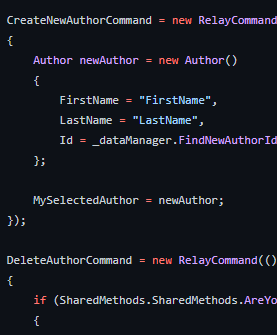 CreateNewAuthorCommand = new RelayCommand
{
Author newAuthor = new Author()
{
FirstName = "FirstName",
LastName = "LastName",
Id = _dataManager.FindNewAuthorId
};
MySelectedAuthor = newAuthor;
});
DeleteAuthorCommand = new RelayCommand(()
{
if (SharedMethods.SharedMethods.AreYo
{